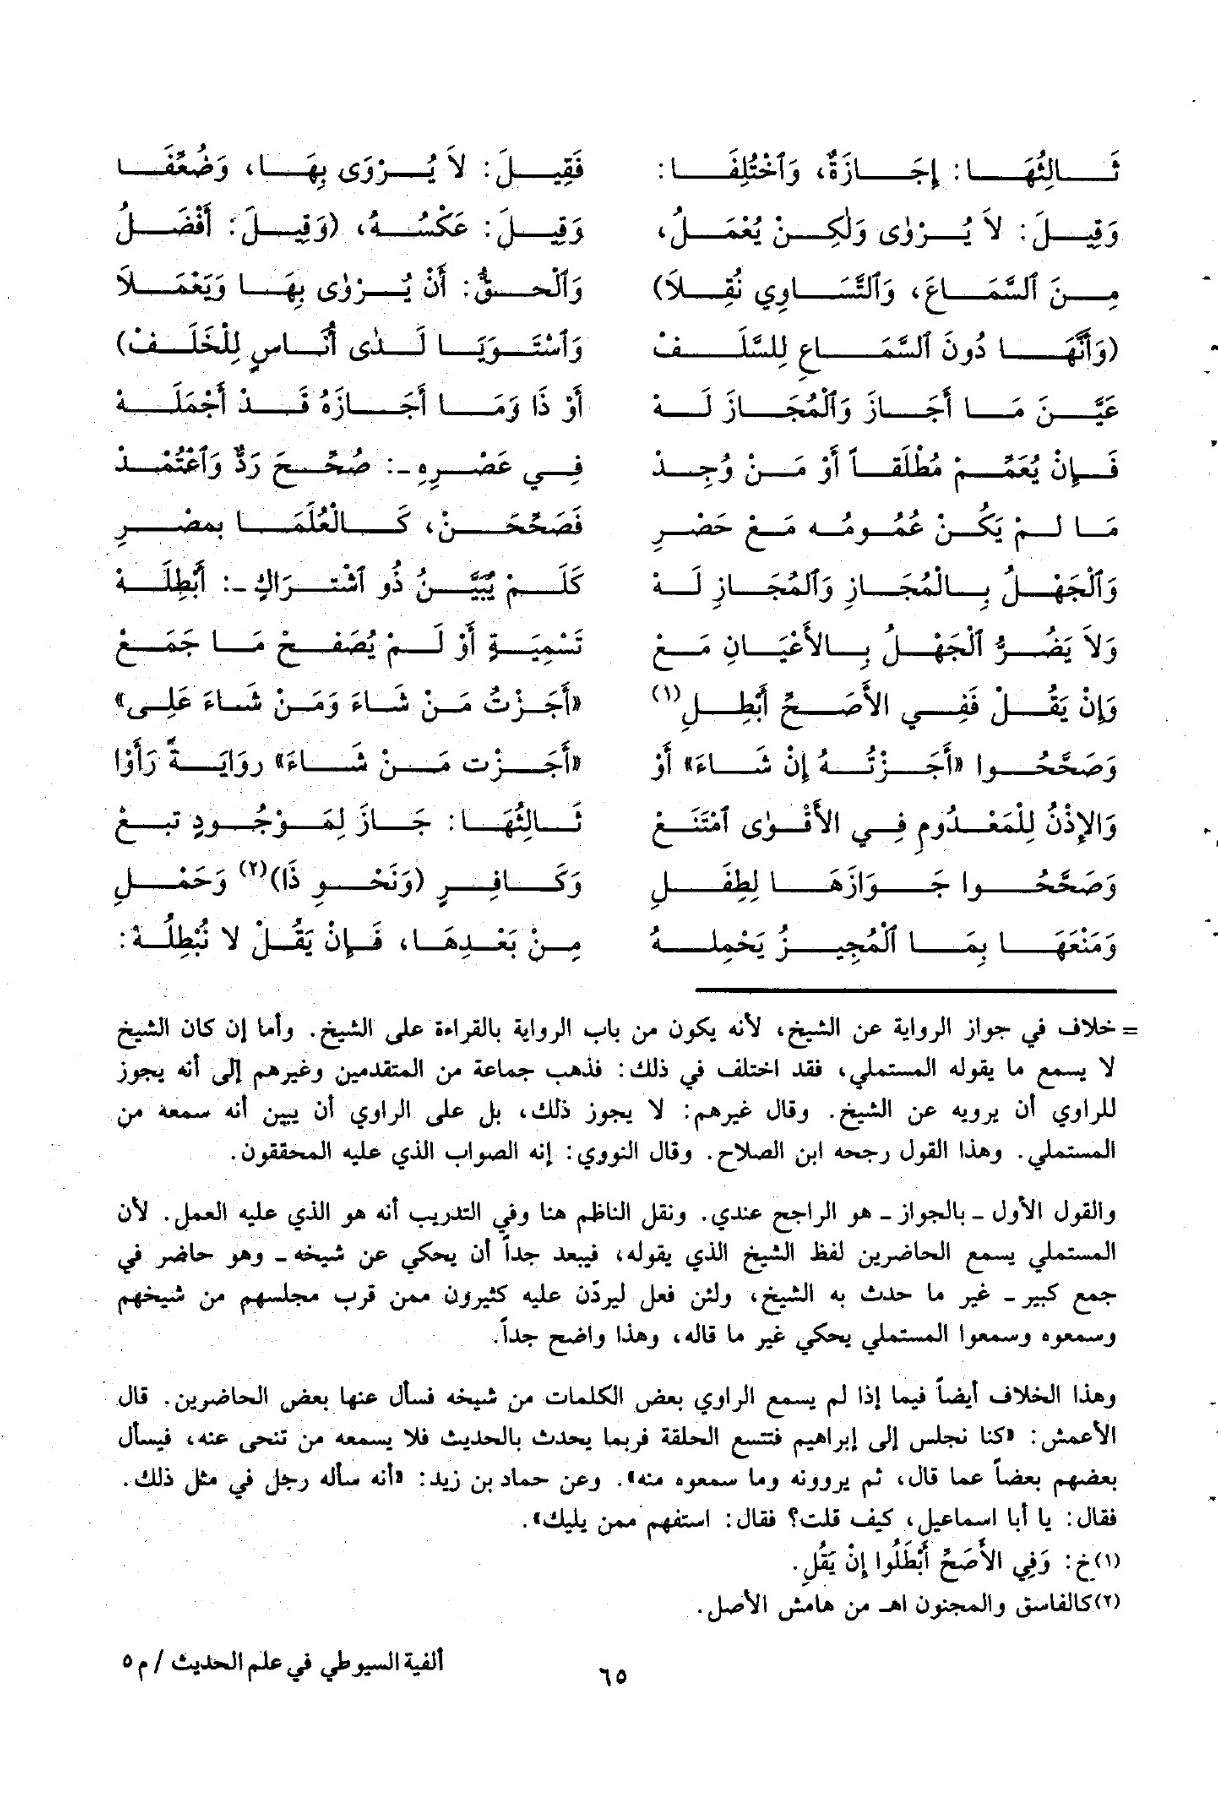 ثَالِثُهَا: إِجَازَةٌ، وَٱخْتُلِفَا: فَقِيلَ: لاَ يُرْوَى بِهَا، وَضُعِّفَا
وَقِيلَ: لاَ يُرْوٰى وَلٰكِنْ يُعْمَلُ، وَقِيلَ: عَكْسُهُ، (وَقِيلَ: أَفْضَلُ
مِنَ ٱلسَّمَاعَ، وَٱلتَّسَاوِي نُقِلَا) وَٱلْحقُّ: أَنْ يُرْوٰى بِهَا وَيَعْمَلاَ
(وَأَنَّهَا دُونَ ٱلسَّمَاعِ لِلسَّلَفْ وَٱسْتَوَيَا لَدٰى أُنَاسٍ لِلْخَلَفْ)
عَيَّنَ مَا أَجَازَ وَٱلْمُجَازَ لَهْ أَوْ ذَا وَمَا أَجَازَهُ قَدْ أَجْمَلَهْ
فَإِنْ يُعَمِّمْ مُطْلَقاً أَوْ مَنْ وُجِدْ فِي عَصْرِهِ -: صُحِّحَ رَدٌّ وَٱعْتُمْدْ
مَا لمْ يَكُنْ عُمُومُه مَعْ حَصْرِ فَصَحِّحَنْ، كَالْعُلَمَا بمصْرِ
وَٱلْجَهْلُ بِالْمُجَازِ وَٱلمُجَازِ لَهْ كَلَمْ يُبَيَّنُ ذُو ٱشْترَاكٍ -: أَبْطِلَهْ
وَلاَ يَضُرُّ ٱلْجَهْلُ بِالأَعْيَانِ مَعْ تَسْمِيَةٍ أَوْ لَمْ يُصَفحْ مَا جَمَعْ
وَإِنْ يَقُلْ فَفِي الأَصَحِّ أَبْطِلِ(١) «أَجَزْتُ مَنْ شَاءَ وَمَنْ شَاءَ عَلِى»
وَصَحَّحُوا «أَجَزْتُهُ إِنْ شَاءَ» أَوْ «أَجَزْت مَنْ شَاءَ» روَايَةً رَأَوْا
وَالإِذْنُ لِلْمَعْدُومِ فِي الأَقْوٰى ٱمْتَنَعْ ثَالِثُهَا: جَازَ لِمَوْجُودٍ تبعْ
وَصَحَّحُوا جَوَازَهَا لِطِفَلِ وَكَافِرٍ (وَنَحْوِ ذَا)(٢) وَحَمْلِ
وَمَنْعَهَا بِمَا ٱلْمُجِيزُ يَحْمِلهُ مِنْ بَعْدِهَا، فَإِنْ يَقُلْ لا نُبْطِلُهْ:
= خلاف في جواز الرواية عن الشيخ، لأنه يكون من باب الرواية بالقراءة على الشيخ. وأما إن كان الشيخ
لا يسمع ما يقوله المستملي، فقد اختلف في ذلك: فذهب جماعة من المتقدمين وغيرهم إلى أنه يجوز
للراوي أن يرويه عن الشيخ. وقال غيرهم: لا يجوز ذلك، بل على الراوي أن يبين أنه سمعه من
المستملي. وهذا القول رجحه ابن الصلاح. وقال النووي: إنه الصواب الذي عليه المحققون.
والقول الأول - بالجواز - هو الراجح عندي. ونقل الناظم هنا وفي التدريب أنه هو الذي عليه العمل. لأن
المستملي يسمع الحاضرين لفظ الشيخ الذي يقوله، فيبعد جداً أن يحكي عن شيخه - وهو حاضر في
جمع كبير - غير ما حدث به الشيخ، ولئن فعل ليردّن عليه كثيرون ممن قرب مجلسهم من شيخهم
وسمعوه وسمعوا المستملي يحكي غير ما قاله، وهذا واضح جداً.
وهذا الخلاف أيضاً فيما إذا لم يسمع الراوي بعض الكلمات من شيخه فسأل عنها بعض الحاضرين. قال
الأعمش: «كنا نجلس إلى إبراهيم فتتسع الحلقة فربما يحدث بالحديث فلا يسمعه من تنحى عنه، فيسأل
بعضهم بعضاً عما قال، ثم يروونه وما سمعوه منه». وعن حماد بن زيد: «أنه سأله رجل في مثل ذلك.
فقال: يا أبا اسماعيل، كيف قلت؟ فقال: استفهم ممن يليك».
(١)خ: وَفِي الأَصَحِّ أَبْطَلُوا إِنْ يَقُلِ.
(٢)كالفاسق والمجنون اهـ من هامش الأصل.
ألفية السيوطي في علم الحديث / م ٥
٦٥